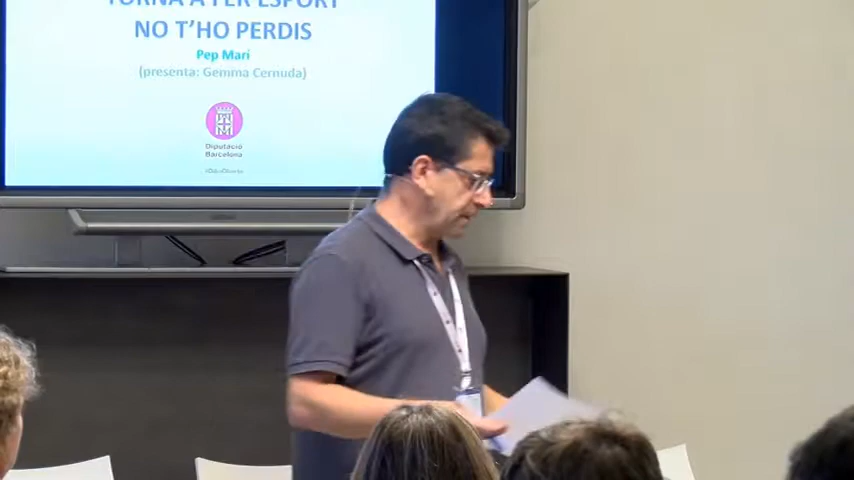 TORNA A FER ESPORT
NO T'HO PERDIS
Pep Marí
(presenta: Gemma Cernuda)
Diputació
Barcelona